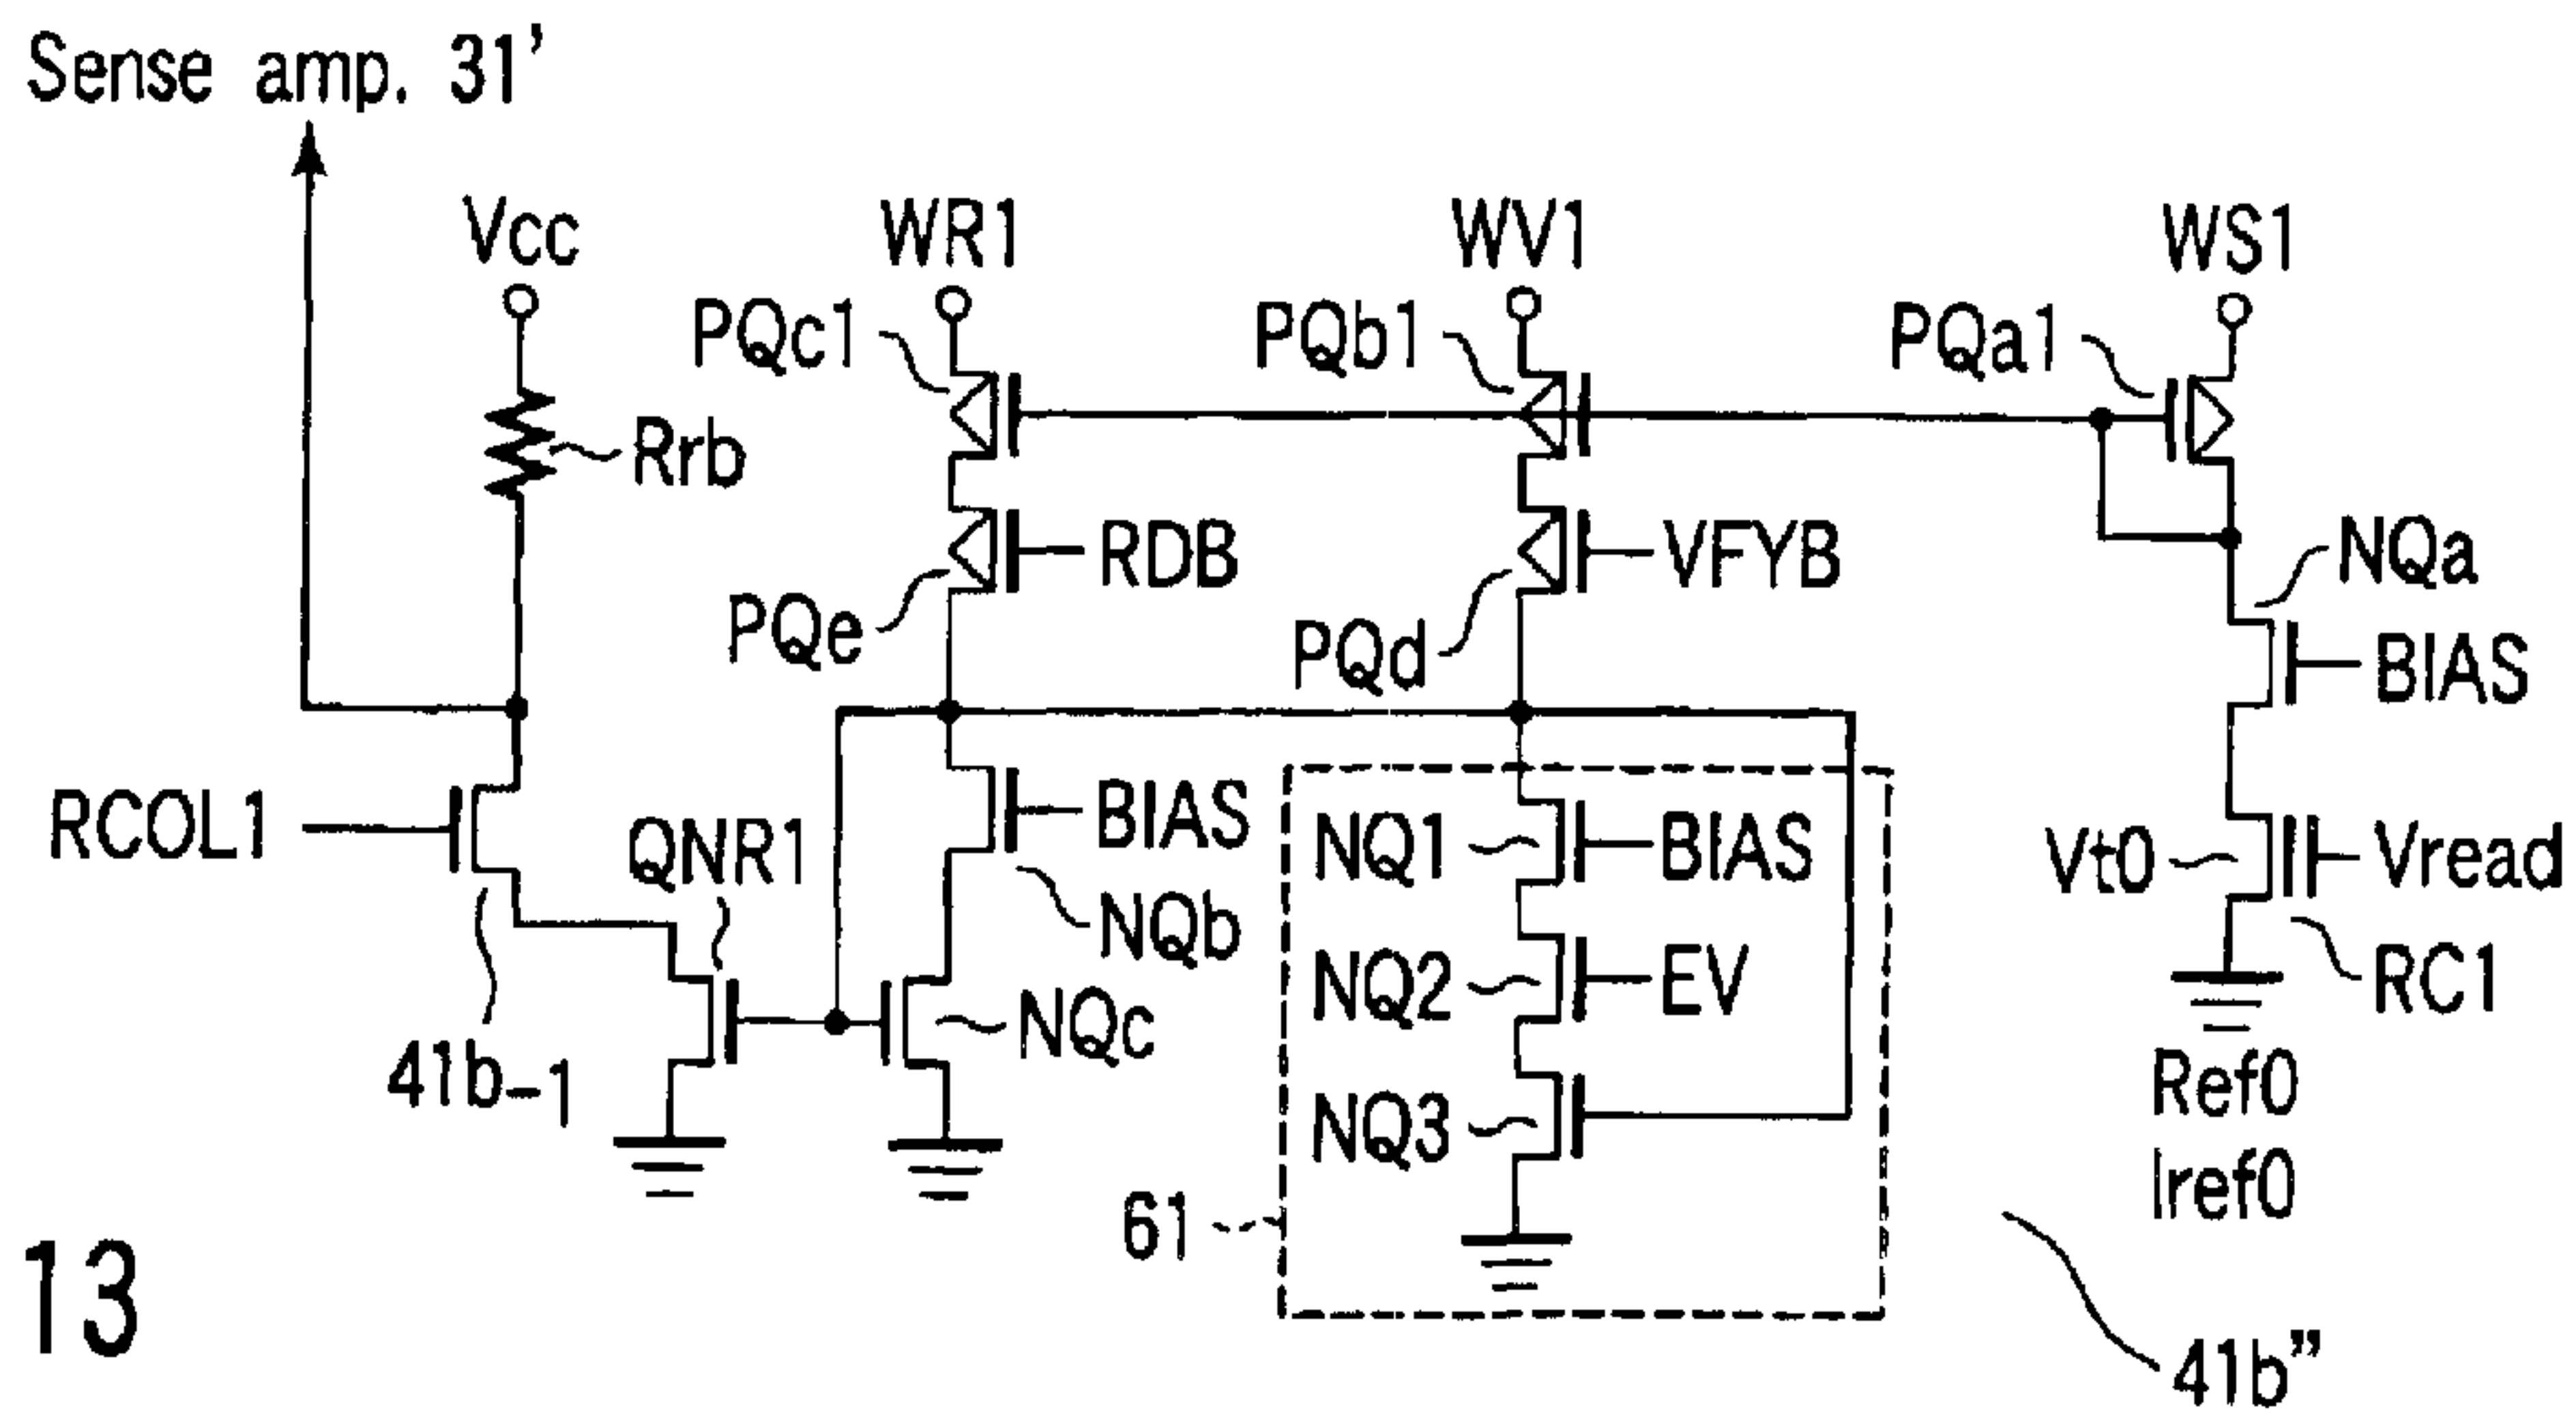 Sense amp. 31'
Vcc
WR1
WV1
WS1
PQc1
PQb1
PQa1
Rrb
RDB
VFYB
NQa
PQe
PQd
BIAS
RCOL1
QNR1
BIAS
NQ1
BIAS
Vt0
Vread
NQb
NQ2
EV
RC1
NQc
41b-1
Ref0
NQ3
Iref0
61
13
41b”